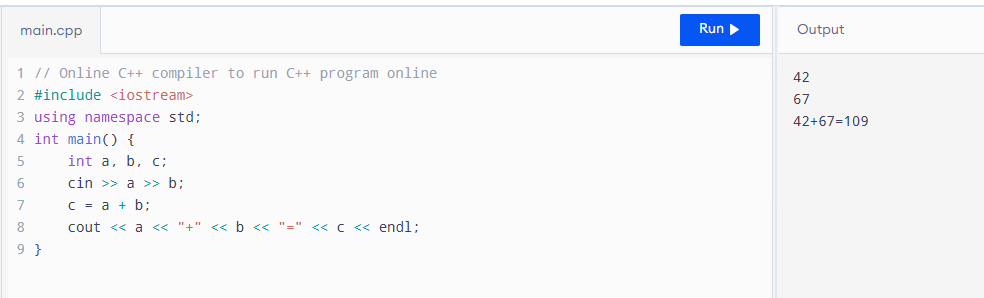 main.cpp
Run
Output
1 // Online C++ compiler to run C++ program online
2 #include <iostream>
3 using namespace std;
4 int main() {
5     int a, b, c;
6     cin >> a >> b;
7     c = a + b;
8     cout << a << "+" << b << "=" << c << endl;
9 }
42
67
42+67=109